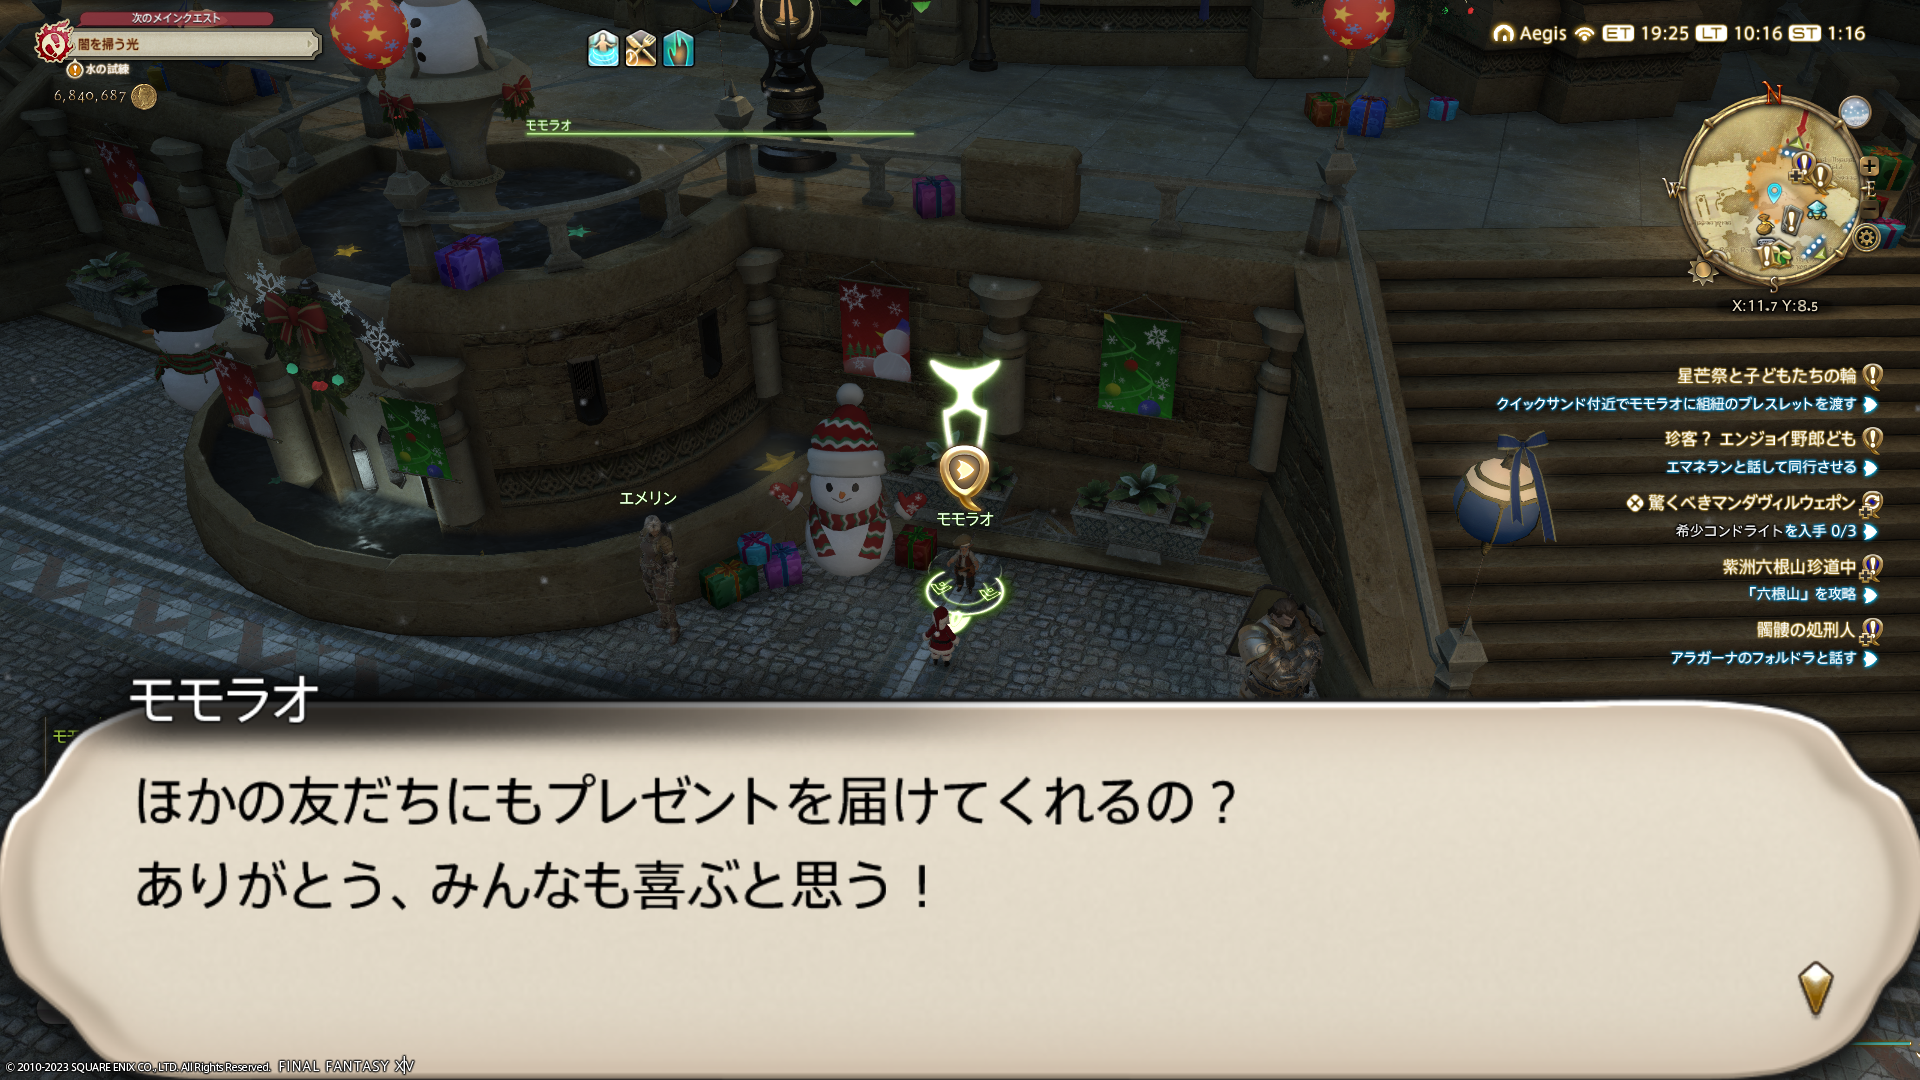 次のメインクエスト
闇を掃う光
水の試練
6,840,687
モモラオ
Aegis ET 19:25 LT 10:16 ST 1:16
N
W
E
S
X:11.7 Y:8.5
星芒祭と子どもたちの輪
クイックサンド付近でモモラオに組紐のブレスレットを渡す
珍客？ エンジョイ野郎ども
エマネランと話して同行させる
驚くべきマンダヴィルウェポン
希少コンドライトを入手 0/3
紫洲六根山珍道中
「六根山」を攻略
髑髏の処刑人
アラガーナのフォルドラと話す
エメリン
モモラオ
モモラオ
ほかの友だちにもプレゼントを届けてくれるの？
ありがとう、みんなも喜ぶと思う！
© 2010-2023 SQUARE ENIX CO., LTD. All Rights Reserved. FINAL FANTASY XIV